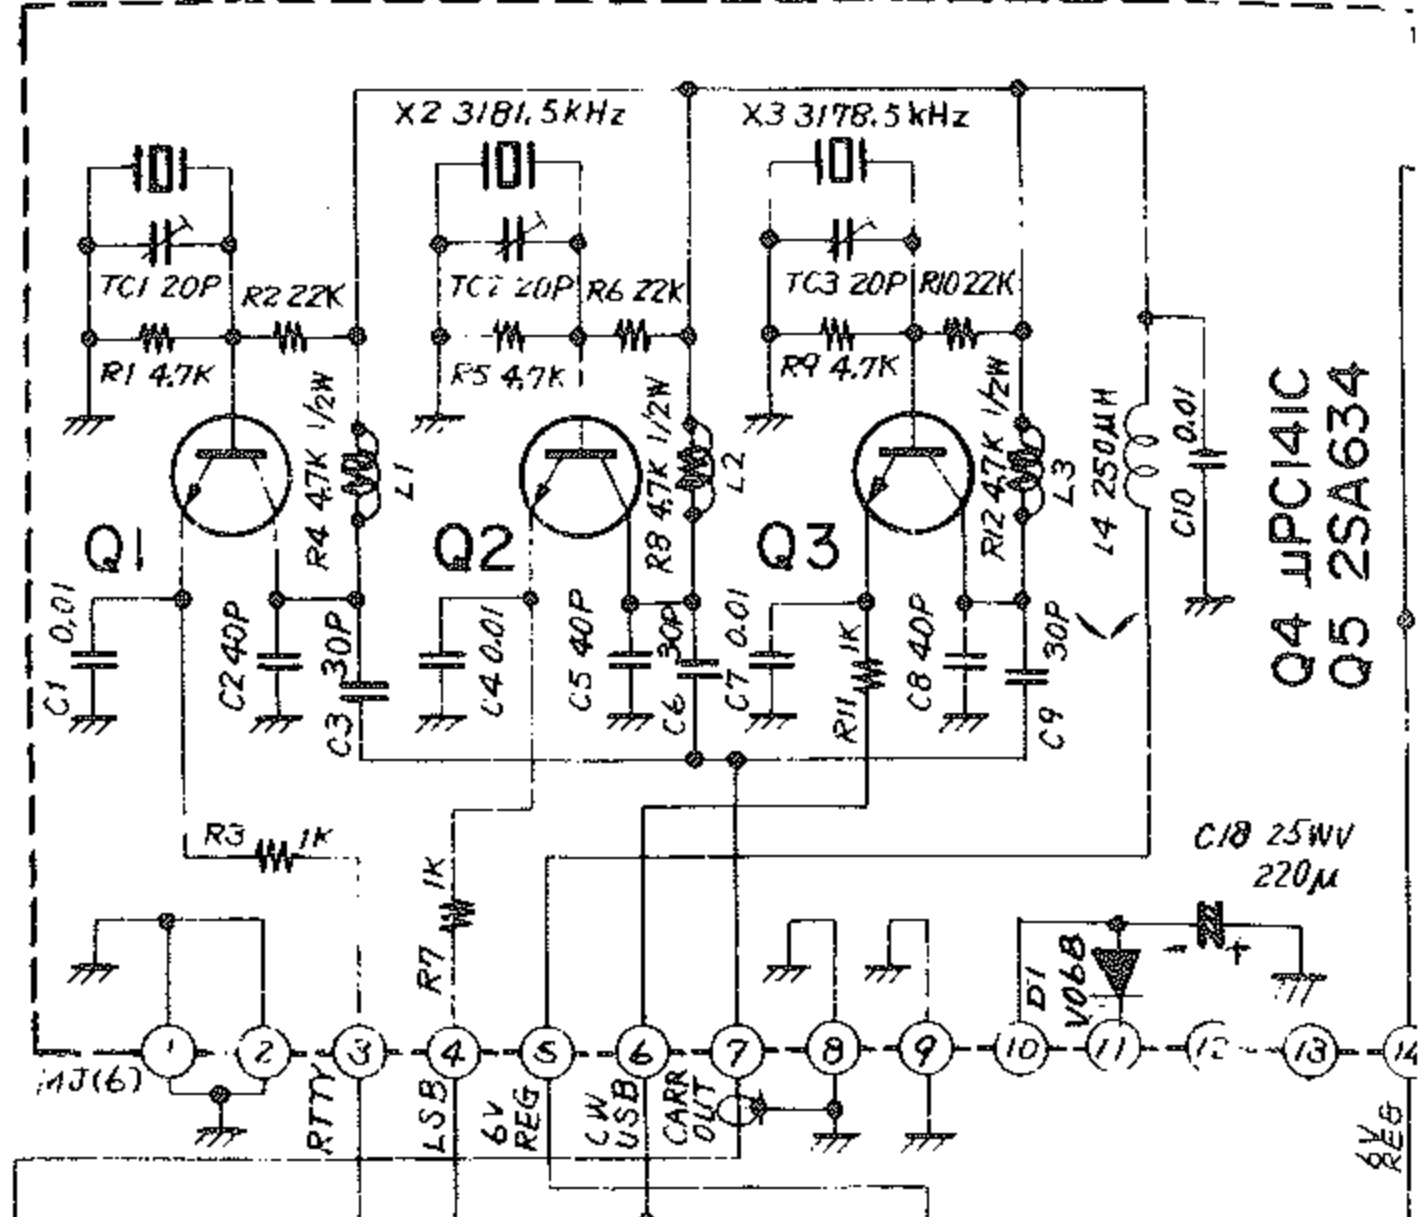 X2 3181.5kHz
X3 3178.5kHz
TC1 20P
R2 22K
TC2 20P
R6 22K
TC3 20P
R10 22K
R1 4.7K
R5 4.7K
R9 4.7K
R4 4.7K 1/2W
L1
R8 4.7K 1/2W
L2
R12 4.7K 1/2W
L3
L4 250μH
C10 0.01
Q4 μPC141C
Q5 2SA634
Q1
Q2
Q3
C1 0.01
C2 40P
C3 30P
C4 0.01
C5 40P
C6 30P
C7 0.01
R11 1K
C8 40P
C9 30P
R3 1K
R7 1K
C18 25WV
220μ
D1
V06B
- +
1 2 3 4 5 6 7 8 9 10 11 12 13 14
MJ(6)
RTTY
LSB
6V
REG
CW
USB
CARR
OUT
6V
REG